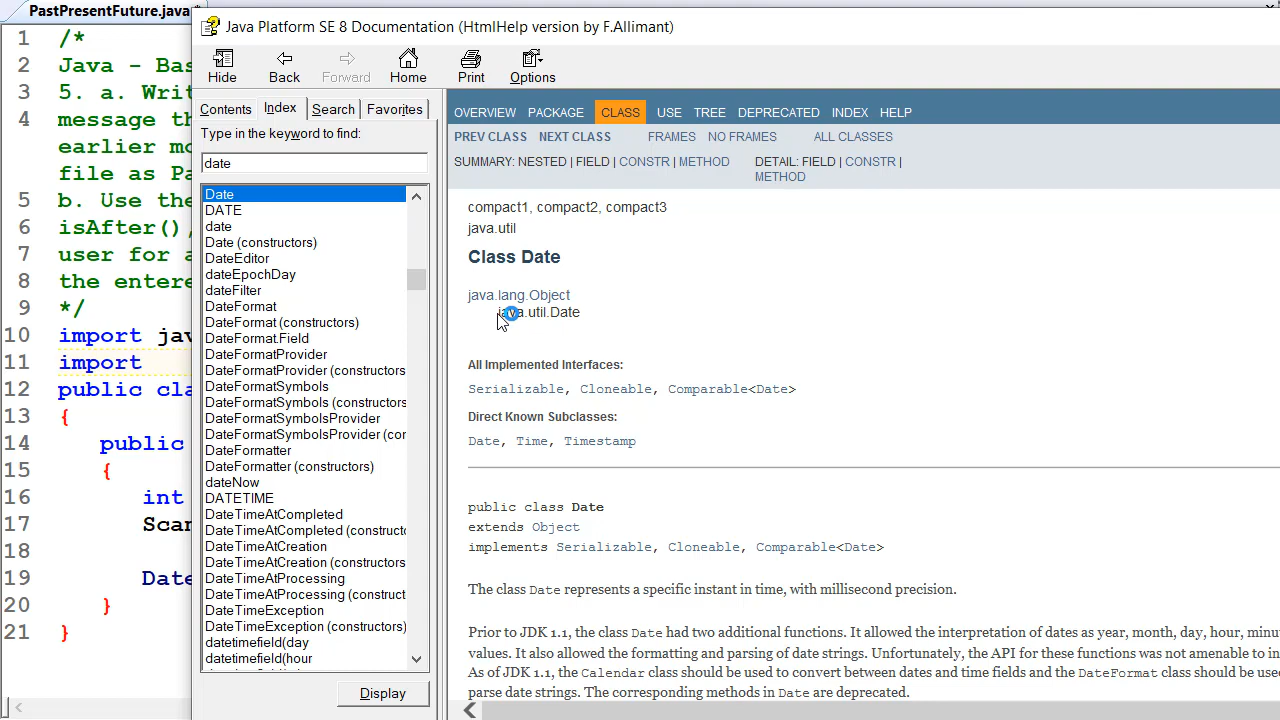 PastPresentFuture.java
1 /*
2 Java - Bas
3 5. a. Writ
4 message th
earlier mo
file as Pa
5 b. Use the
6 isAfter(),
7 user for a
8 the entere
9 */
10 import jav
11 import
12 public cla
13 {
14 public
15 {
16 int
17 Scan
18
19 Date
20 }
21 }
Java Platform SE 8 Documentation (HtmlHelp version by F.Allimant)
Hide Back Forward Home Print Options
Contents Index Search Favorites
Type in the keyword to find:
date
Date
DATE
date
Date (constructors)
DateEditor
dateEpochDay
dateFilter
DateFormat
DateFormat (constructors)
DateFormat.Field
DateFormatProvider
DateFormatProvider (constructors
DateFormatSymbols
DateFormatSymbols (constructors
DateFormatSymbolsProvider
DateFormatSymbolsProvider (cor
DateFormatter
DateFormatter (constructors)
dateNow
DATETIME
DateTimeAtCompleted
DateTimeAtCompleted (constructo
DateTimeAtCreation
DateTimeAtCreation (constructors
DateTimeAtProcessing
DateTimeAtProcessing (construct
DateTimeException
DateTimeException (constructors)
datetimefield(day
datetimefield(hour
Display
OVERVIEW PACKAGE CLASS USE TREE DEPRECATED INDEX HELP
PREV CLASS NEXT CLASS FRAMES NO FRAMES ALL CLASSES
SUMMARY: NESTED | FIELD | CONSTR | METHOD DETAIL: FIELD | CONSTR |
METHOD
compact1, compact2, compact3
java.util
Class Date
java.lang.Object
java.util.Date
All Implemented Interfaces:
Serializable, Cloneable, Comparable<Date>
Direct Known Subclasses:
Date, Time, Timestamp
public class Date
extends Object
implements Serializable, Cloneable, Comparable<Date>
The class Date represents a specific instant in time, with millisecond precision.
Prior to JDK 1.1, the class Date had two additional functions. It allowed the interpretation of dates as year, month, day, hour, minu
values. It also allowed the formatting and parsing of date strings. Unfortunately, the API for these functions was not amenable to in
As of JDK 1.1, the Calendar class should be used to convert between dates and time fields and the DateFormat class should be use
parse date strings. The corresponding methods in Date are deprecated.